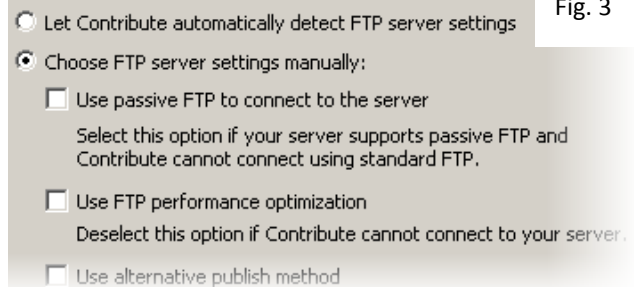 Fig. 3
Let Contribute automatically detect FTP server settings
Choose FTP server settings manually:
Use passive FTP to connect to the server
Select this option if your server supports passive FTP and
Contribute cannot connect using standard FTP.
Use FTP performance optimization
Deselect this option if Contribute cannot connect to your server.
Use alternative publish method